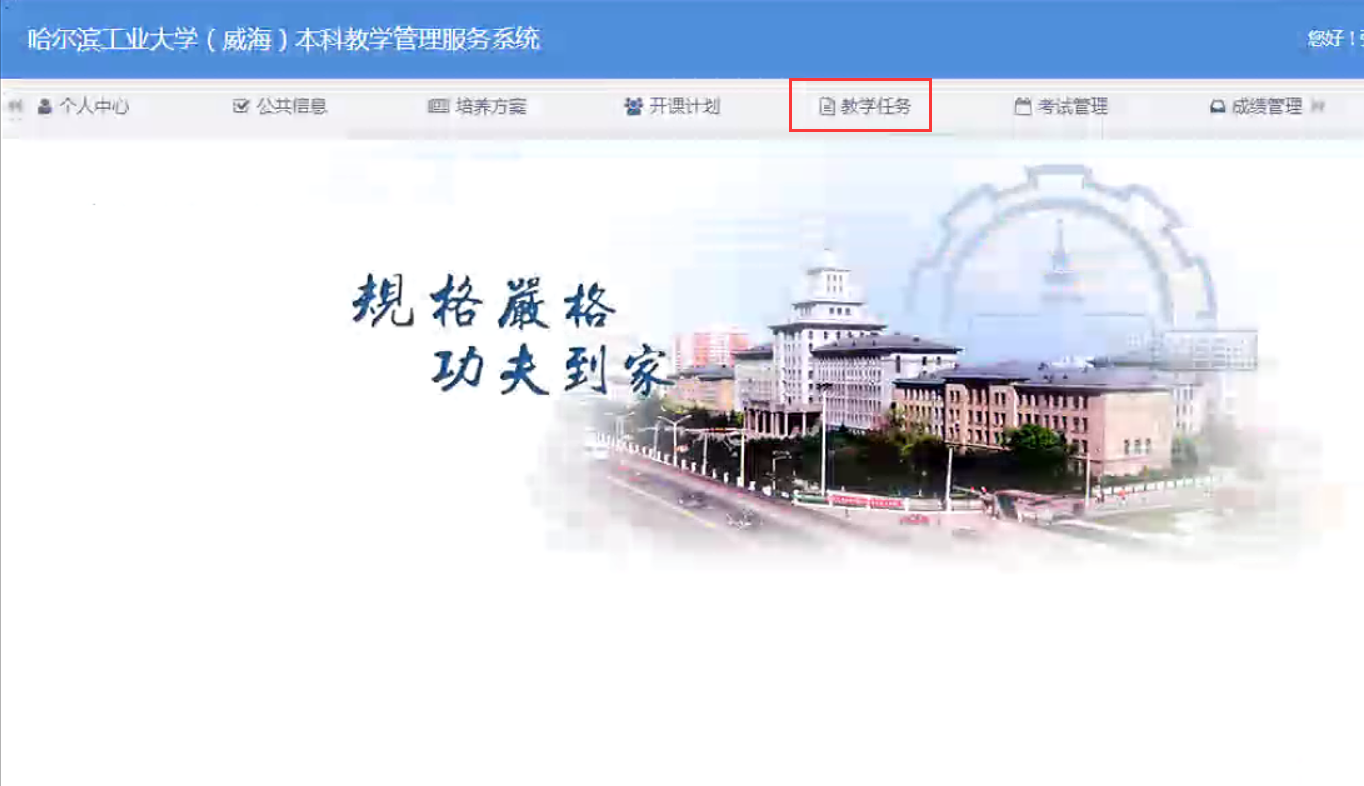 哈尔滨工业大学（威海）本科教学管理服务系统
您好！
个人中心 公共信息 培养方案 开课计划 教学任务 考试管理 成绩管理
規格嚴格
功夫到家